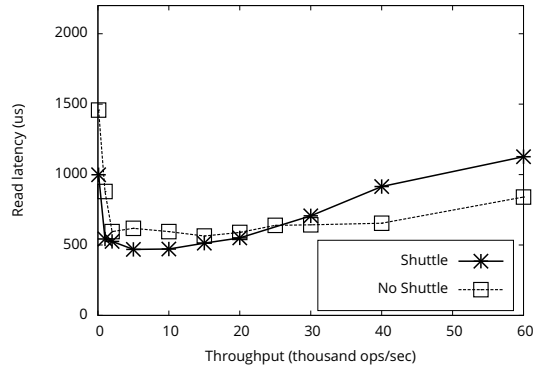 2000
1500
1000
500
0
Read latency (us)
Shuttle
No Shuttle
0 10 20 30 40 50 60
Throughput (thousand ops/sec)